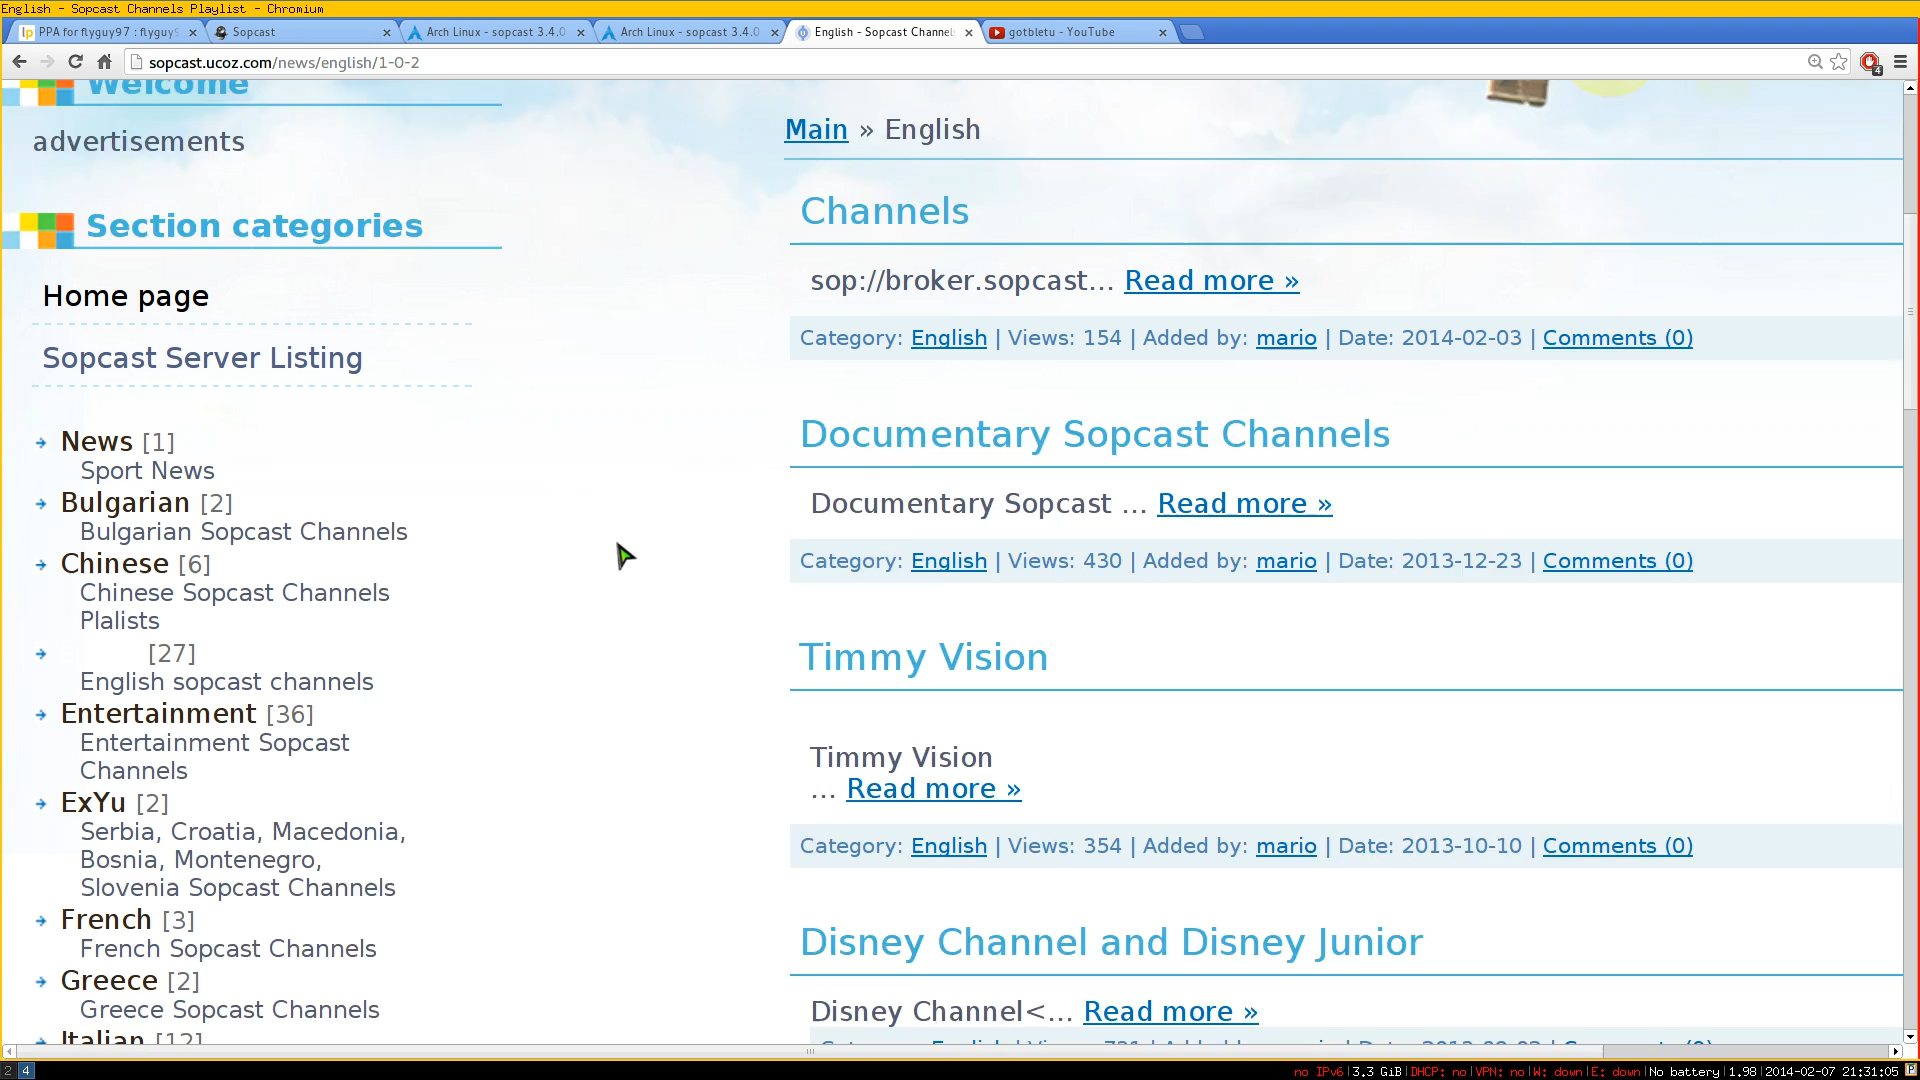 English - Sopcast Channels Playlist - Chromium
PPA for flyguy97 : flyguy9
Sopcast
Arch Linux - sopcast 3.4.0
Arch Linux - sopcast 3.4.0
English - Sopcast Channel
gotbletu - YouTube
sopcast.ucoz.com/news/english/1-0-2
4
Welcome
advertisements
Section categories
Home page
Sopcast Server Listing
News [1]
Sport News
Bulgarian [2]
Bulgarian Sopcast Channels
Chinese [6]
Chinese Sopcast Channels
Plalists
[27]
English sopcast channels
Entertainment [36]
Entertainment Sopcast
Channels
ExYu [2]
Serbia, Croatia, Macedonia,
Bosnia, Montenegro,
Slovenia Sopcast Channels
French [3]
French Sopcast Channels
Greece [2]
Greece Sopcast Channels
Italian [12]
Main » English
Channels
sop://broker.sopcast... Read more »
Category: English | Views: 154 | Added by: mario | Date: 2014-02-03 | Comments (0)
Documentary Sopcast Channels
Documentary Sopcast ... Read more »
Category: English | Views: 430 | Added by: mario | Date: 2013-12-23 | Comments (0)
Timmy Vision
Timmy Vision
... Read more »
Category: English | Views: 354 | Added by: mario | Date: 2013-10-10 | Comments (0)
Disney Channel and Disney Junior
Disney Channel<... Read more »
2 4
no IPv6|3.3 GiB|DHCP: no|VPN: no|W: down|E: down|No battery|1.98|2014-02-07 21:31:05